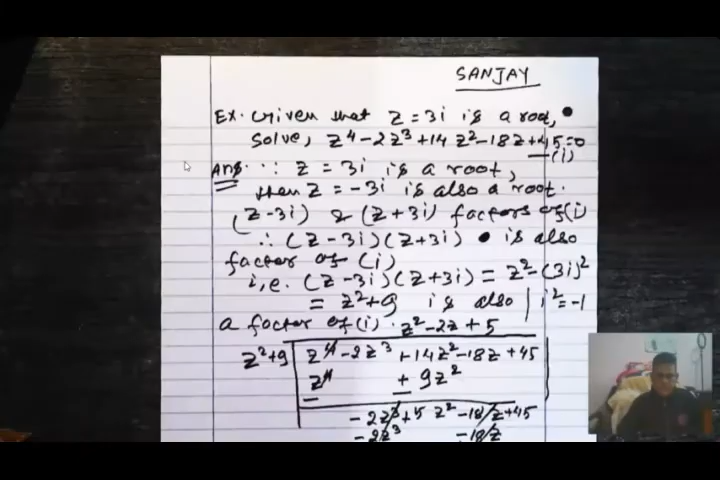 SANJAY
Ex. Given that z = 3i is a root,
Solve, z⁴ - 2z³ + 14z² - 18z + 45 = 0
(i)
Ans. ∵ z = 3i is a root,
then z = -3i is also a root.
(z - 3i) & (z + 3i) factors of (i)
∴ (z - 3i)(z + 3i) is also
factor of (i)
i,e. (z - 3i)(z + 3i) = z² - (3i)²
= z² + 9 is also | i² = -1
a factor of (i). z² - 2z + 5
z² + 9 | z⁴ - 2z³ + 14z² - 18z + 45
z⁴ + 9z²
- 2z³ + 5z² - 18z + 45
- 2z³ - 18z